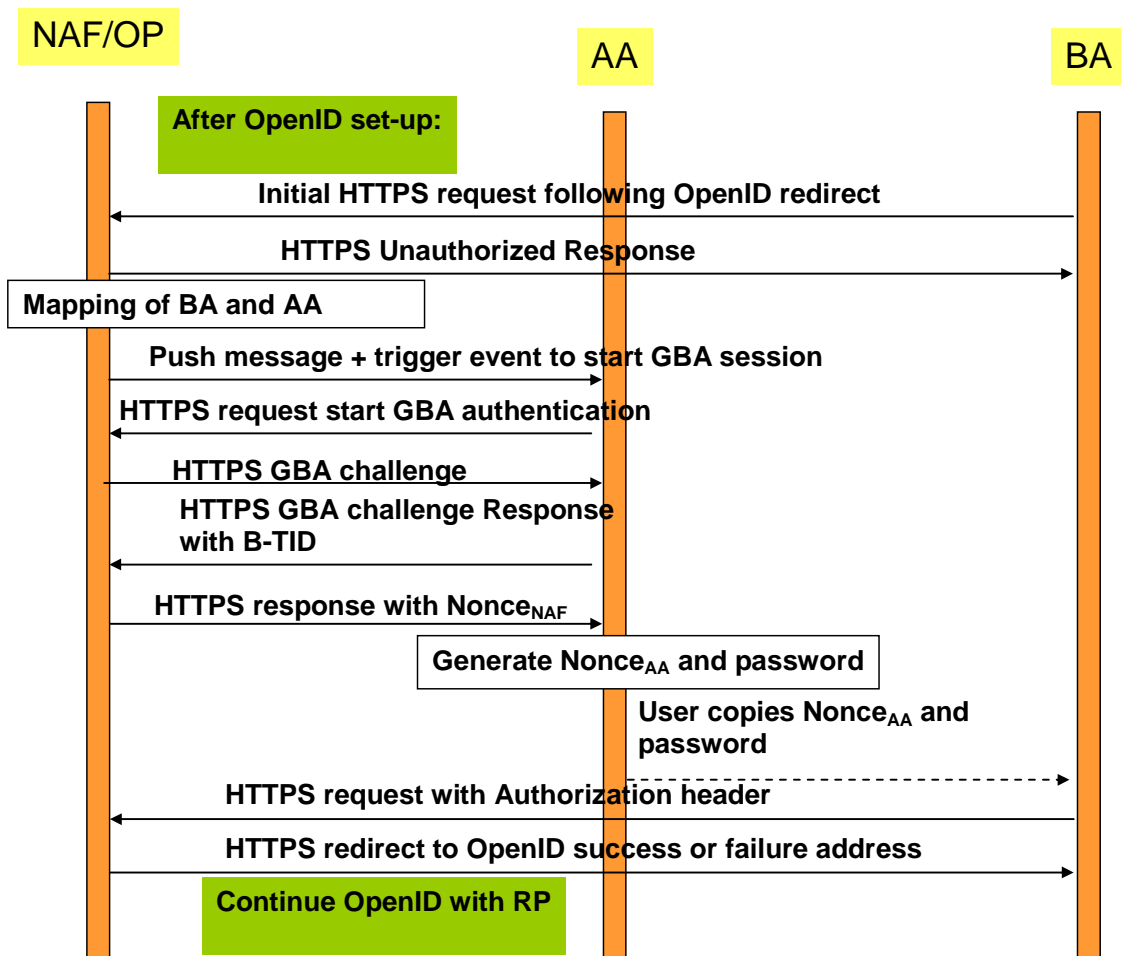 NAF/OP
AA
BA
After OpenID set-up:
Initial HTTPS request following OpenID redirect
HTTPS Unauthorized Response
Mapping of BA and AA
Push message + trigger event to start GBA session
HTTPS request start GBA authentication
HTTPS GBA challenge
HTTPS GBA challenge Response
with B-TID
HTTPS response with NonceNAF
Generate NonceAA and password
User copies NonceAA and
password
HTTPS request with Authorization header
HTTPS redirect to OpenID success or failure address
Continue OpenID with RP